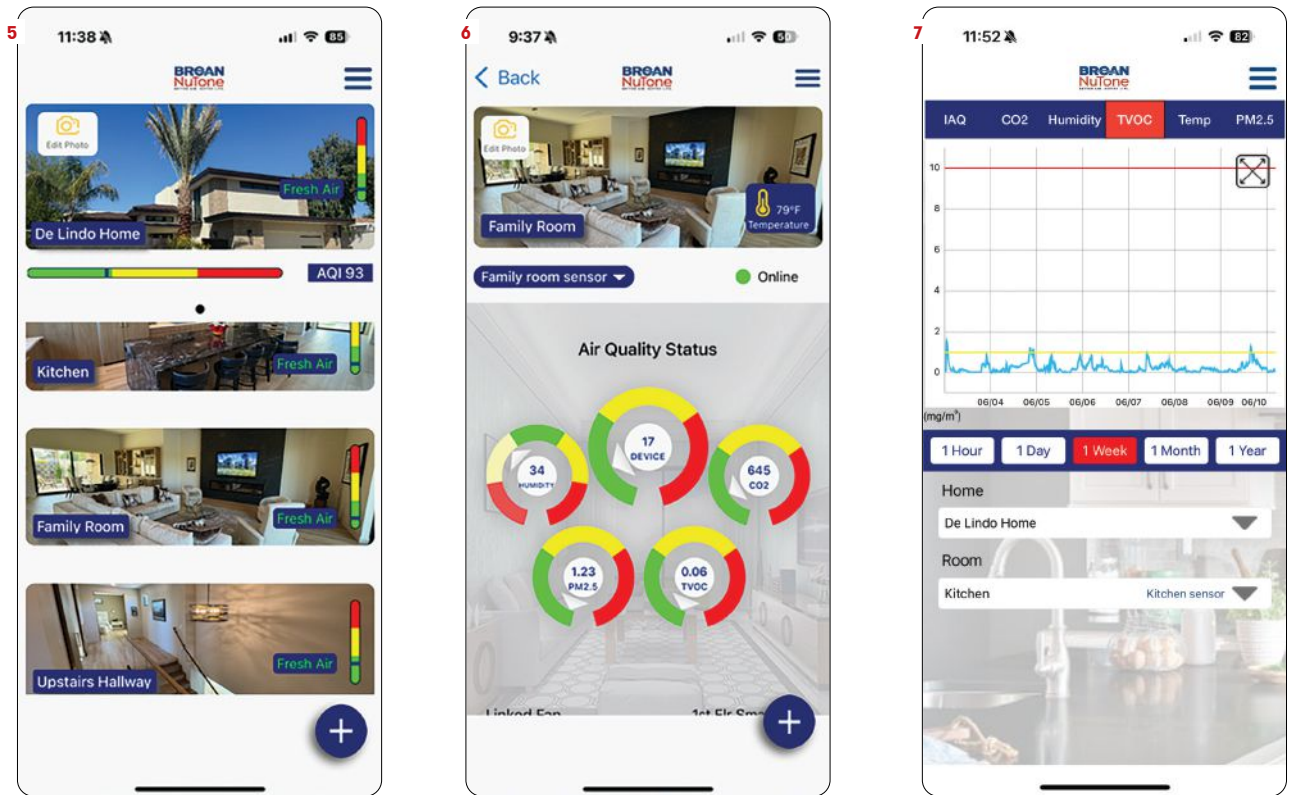 5
11:38
85
BROAN
NuTone
Edit Photo
Fresh Air
De Lindo Home
AQI 93
Kitchen
Fresh Air
Family Room
Fresh Air
Upstairs Hallway
Fresh Air
+
6
9:37
Back
BROAN
NuTone
Edit Photo
79°F
Temperature
Family Room
Family room sensor
Online
Air Quality Status
17
DEVICE
34
HUMIDITY
645
CO2
1.23
PM2.5
0.06
TVOC
Linked Fan
1st Flr
+
7
11:52
82
BROAN
NuTone
IAQ CO2 Humidity TVOC Temp PM2.5
10
8
6
4
2
0
06/04 06/05 06/06 06/07 06/08 06/09 06/10
(mg/m³)
1 Hour 1 Day 1 Week 1 Month 1 Year
Home
De Lindo Home
Room
Kitchen Kitchen sensor